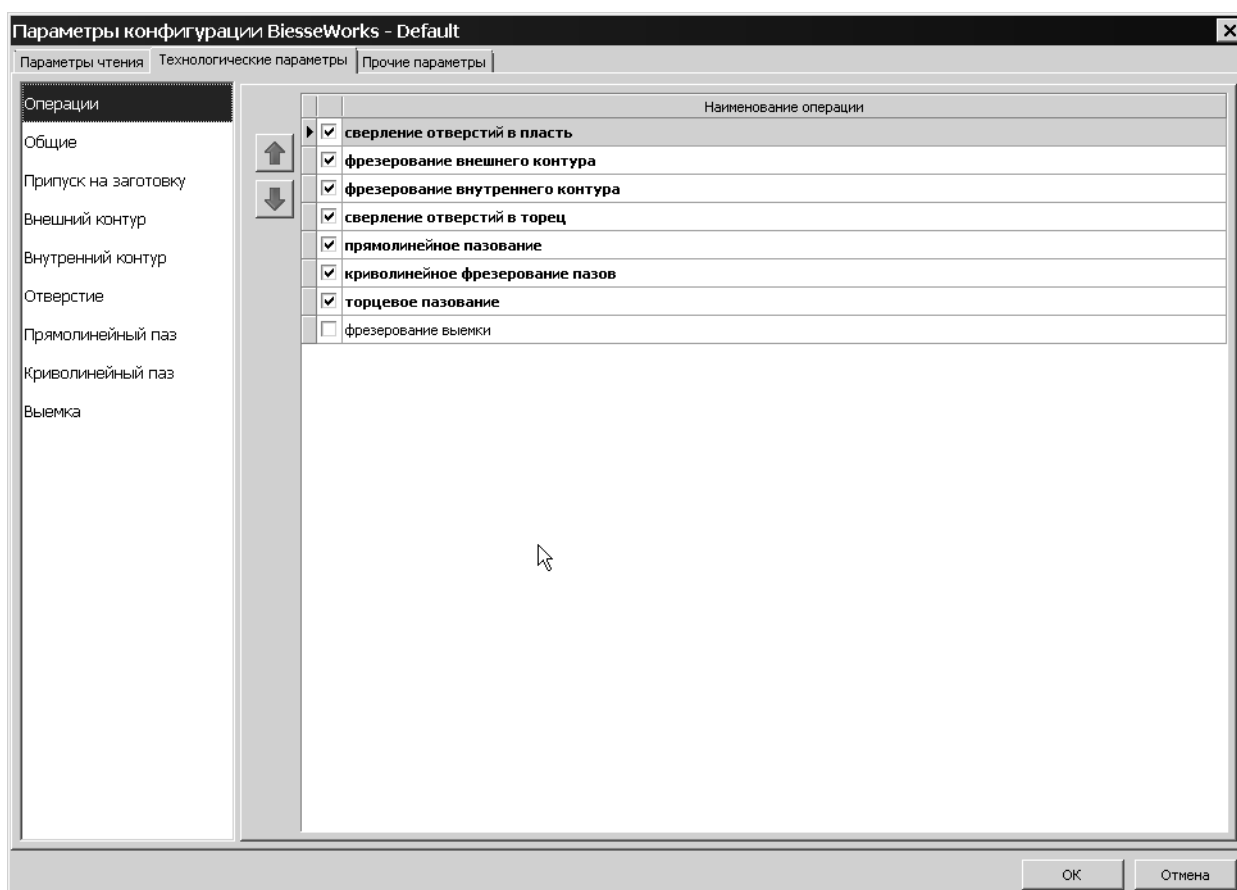 Параметры конфигурации BiesseWorks - Default
Параметры чтения Технологические параметры Прочие параметры
Операции
Общие
Припуск на заготовку
Внешний контур
Внутренний контур
Отверстие
Прямолинейный паз
Криволинейный паз
Выемка
Наименование операции
сверление отверстий в пласть
фрезерование внешнего контура
фрезерование внутреннего контура
сверление отверстий в торец
прямолинейное пазование
криволинейное фрезерование пазов
торцевое пазование
фрезерование выемки
OK Отмена